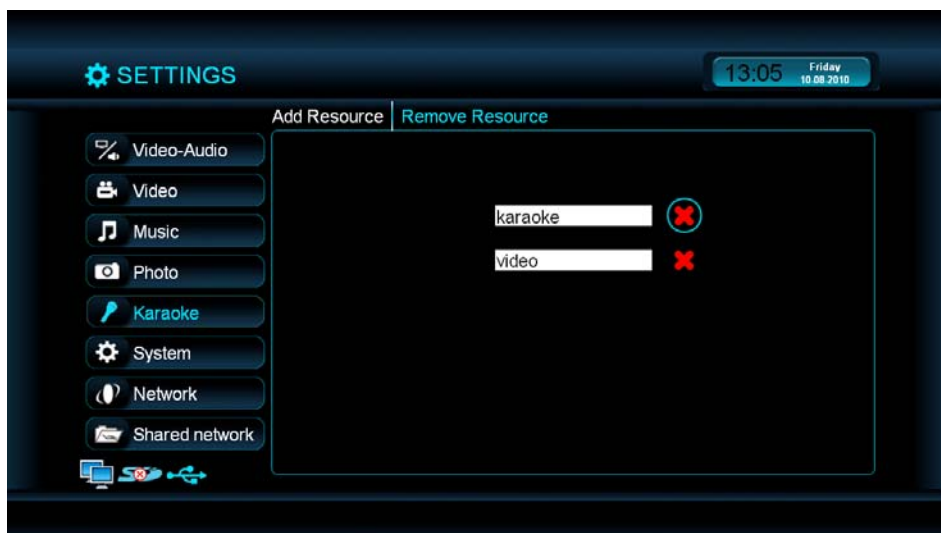 SETTINGS
13:05
Friday
10.08.2010
Add Resource
Remove Resource
Video-Audio
Video
Music
Photo
Karaoke
System
Network
Shared network
karaoke
video